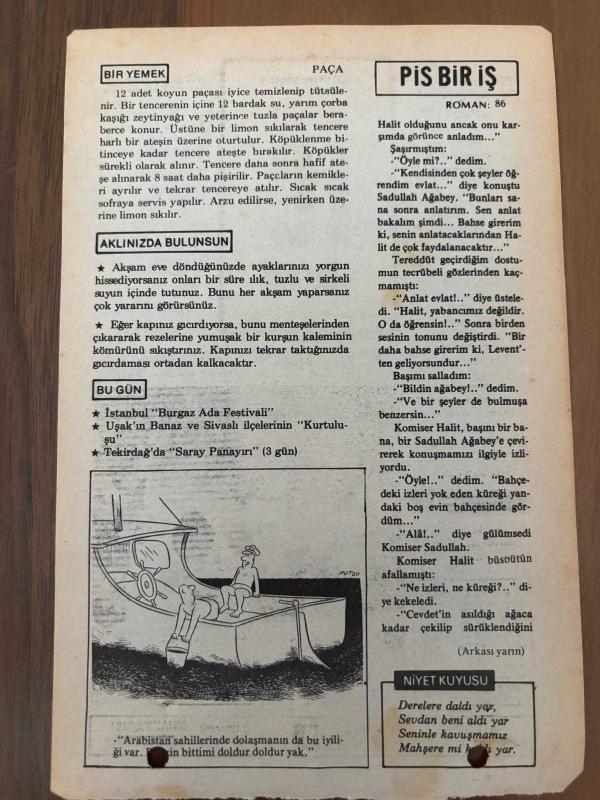 BİR YEMEK
PAÇA
12 adet koyun paçası iyice temizlenip tütsüle-
nir. Bir tencerenin içine 12 bardak su, yarım çorba
kaşığı zeytinyağı ve yeterince tuzla paçalar bera-
berce konur. Üstüne bir limon sıkılarak tencere
harlı bir ateşin üzerine oturtulur. Köpüklenme bi-
tinceye kadar tencere ateşte bırakılır. Köpükler
sürekli olarak alınır. Tencere daha sonra hafif ate-
şe alınarak 8 saat daha pişirilir. Paçcların kemikle-
ri ayrılır ve tekrar tencereye atılır. Sıcak sıcak
sofraya servis yapılır. Arzu edilirse, yenirken üze-
rine limon sıkılır.
AKLINIZDA BULUNSUN
★ Akşam eve döndüğünüzde ayaklarınızı yorgun
hissediyorsanız onları bir süre ılık, tuzlu ve sirkeli
suyun içinde tutunuz. Bunu her akşam yaparsanız
çok yararını görürsünüz.
★ Eğer kapınız gıcırdıyorsa, bunu menteşelerinden
çıkararak rezelerine yumuşak bir kurşun kaleminin
kömürünü sıkıştırınız. Kapınızı tekrar taktığınızda
gıcırdaması ortadan kalkacaktır.
BU GÜN
★ İstanbul "Burgaz Ada Festivali"
★ Uşak'ın Banaz ve Sivaslı ilçelerinin "Kurtulu-
şu"
★ Tekirdağ'da "Saray Panayırı" (3 gün)
-"Arabistan sahillerinde dolaşmanın da bu iyili-
ği var. bittimi doldur doldur yak."
PİS BİR İŞ
ROMAN: 86
Halit olduğunu ancak onu kar-
şımda görünce anladım..."
Şaşırmıştım:
-"Öyle mi?.." dedim.
-"Kendisinden çok şeyler öğ-
rendim evlat..." diye konuştu
Sadullah Ağabey. "Bunları sa-
na sonra anlatırım. Sen anlat
bakalım şimdi... Bahse girerim
ki, senin anlatacaklarından Ha-
lit de çok faydalanacaktır..."
Tereddüt geçirdiğim dostu-
mun tecrübeli gözlerinden kaç-
mamıştı:
-"Anlat evlat!.." diye üstele-
di. "Halit, yabancımız değildir.
O da öğrensin!.." Sonra birden
sesinin tonunu değiştirdi. "Bir
daha bahse girerim ki, Levent'-
ten geliyorsundur..."
Başımı salladım:
-"Bildin ağabey!.." dedim.
-"Ve bir şeyler de bulmuşa
benzersin..."
Komiser Halit, başını bir ba-
na, bir Sadullah Ağabey'e çevi-
rerek konuşmamızı ilgiyle izli-
yordu.
-"Öyle!.." dedim. "Bahçe-
deki izleri yok eden küreği yan-
daki boş evin bahçesinde gör-
düm..."
-"Alâ!.." diye gülümsedi
Komiser Sadullah.
Komiser Halit büsbütün
afallamıştı:
-"Ne izleri, ne küreği?.." di-
ye kekeledi.
-"Cevdet'in asıldığı ağaca
kadar çekilip sürüklendiğini
(Arkası yarın)
NİYET KUYUSU
Derelere daldı yar,
Sevdan beni aldı yar
Seninle kavuşmamız
Mahşere mi yar.